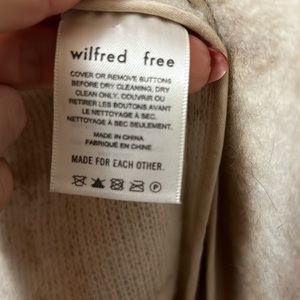 wilfred free
COVER OR REMOVE BUTTONS
BEFORE DRY CLEANING, DRY
CLEAN ONLY. COUVRIR OU
RETIRER LES BOUTONS AVANT
LE NETTOYAGE À SEC,
NETTOYAGE À SEC SEULEMENT.
MADE IN CHINA
FABRIQUÉ EN CHINE
MADE FOR EACH OTHER.
P